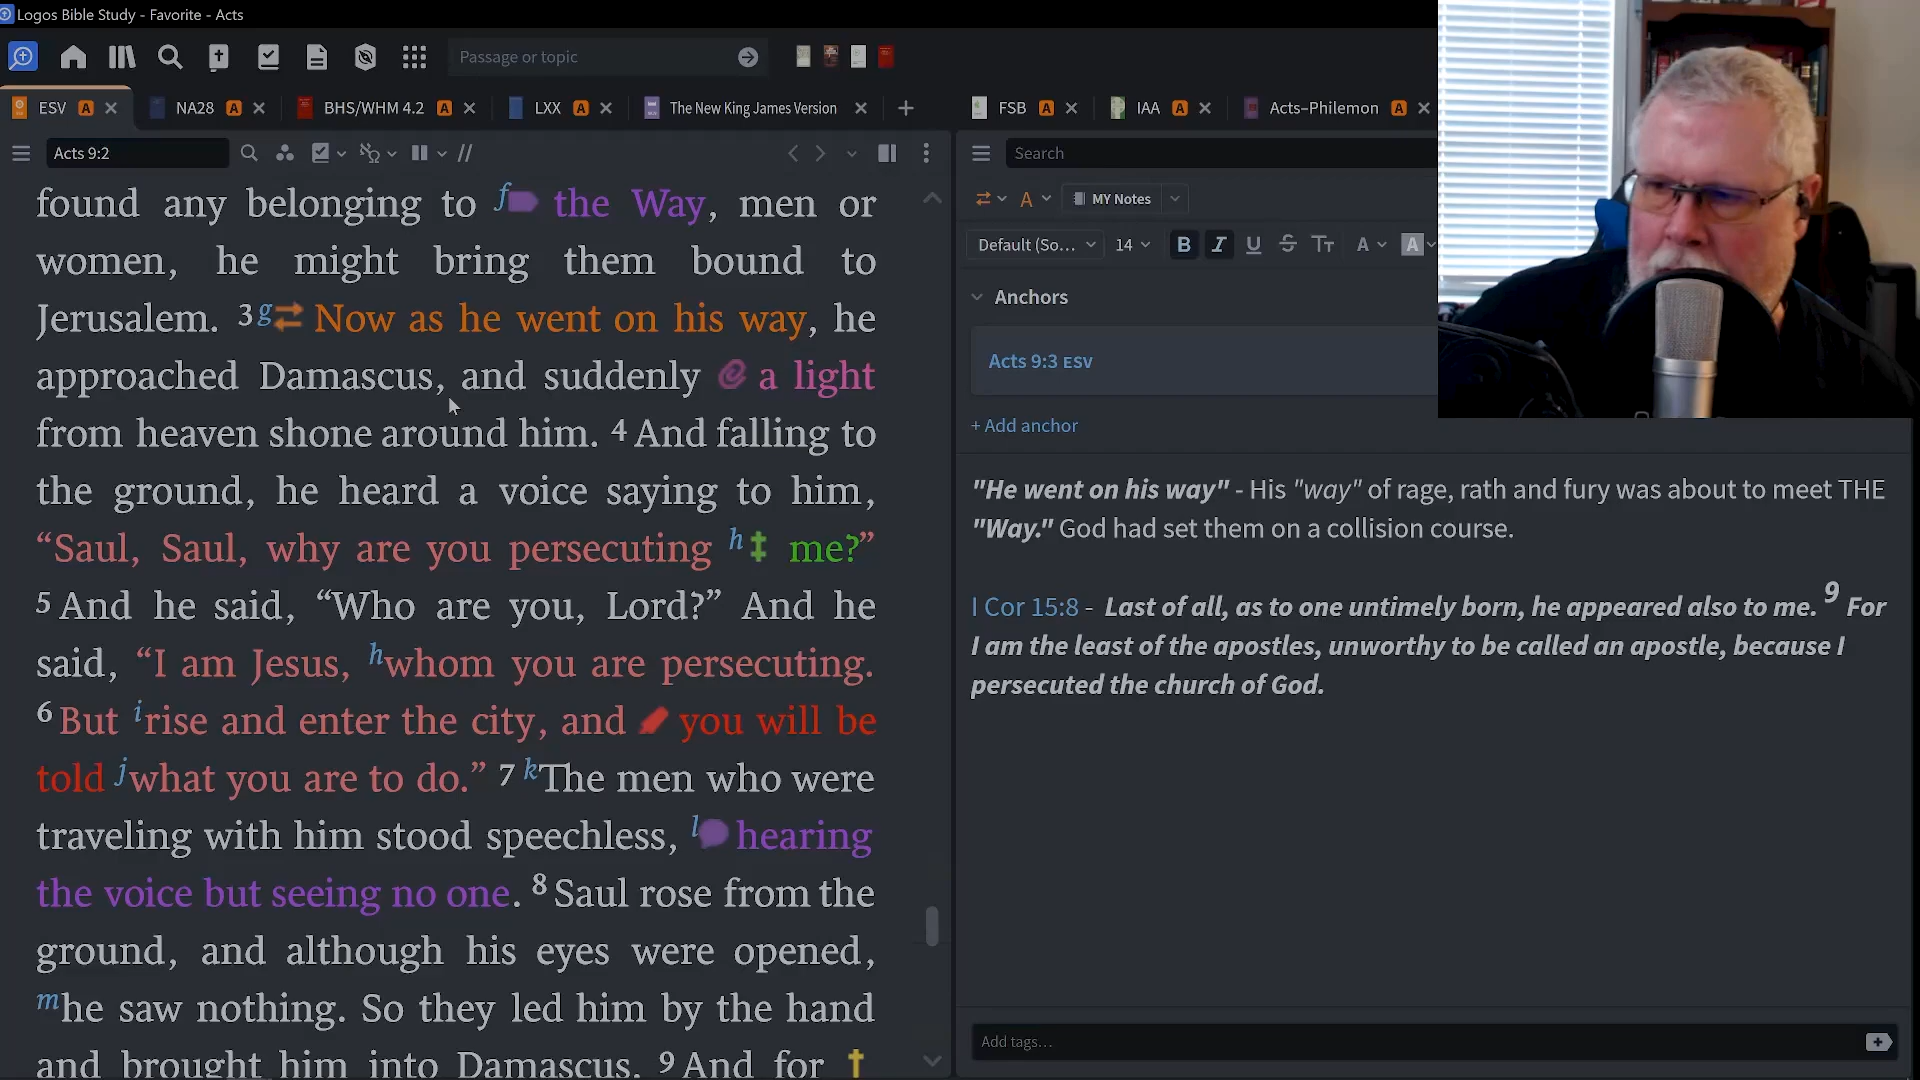 Logos Bible Study - Favorite - Acts
Passage or topic
ESV A NA28 A BHS/WHM 4.2 A LXX A The New King James Version
FSB A IAA A Acts–Philemon A
Acts 9:2
Search
found any belonging to f the Way, men or
women, he might bring them bound to
Jerusalem. 3 g Now as he went on his way, he
approached Damascus, and suddenly a light
from heaven shone around him. 4 And falling to
the ground, he heard a voice saying to him,
“Saul, Saul, why are you persecuting h ‡ me?”
5 And he said, “Who are you, Lord?” And he
said, “I am Jesus, h whom you are persecuting.
6 But i rise and enter the city, and you will be
told j what you are to do.” 7 k The men who were
traveling with him stood speechless, l hearing
the voice but seeing no one. 8 Saul rose from the
ground, and although his eyes were opened,
m he saw nothing. So they led him by the hand
and brought him into Damascus. 9 And for †
A MY Notes
Default (So... 14 B I U S TT A A
Anchors
Acts 9:3 ESV
+ Add anchor
"He went on his way" - His "way" of rage, rath and fury was about to meet THE
"Way." God had set them on a collision course.
I Cor 15:8 - Last of all, as to one untimely born, he appeared also to me. 9 For
I am the least of the apostles, unworthy to be called an apostle, because I
persecuted the church of God.
Add tags...